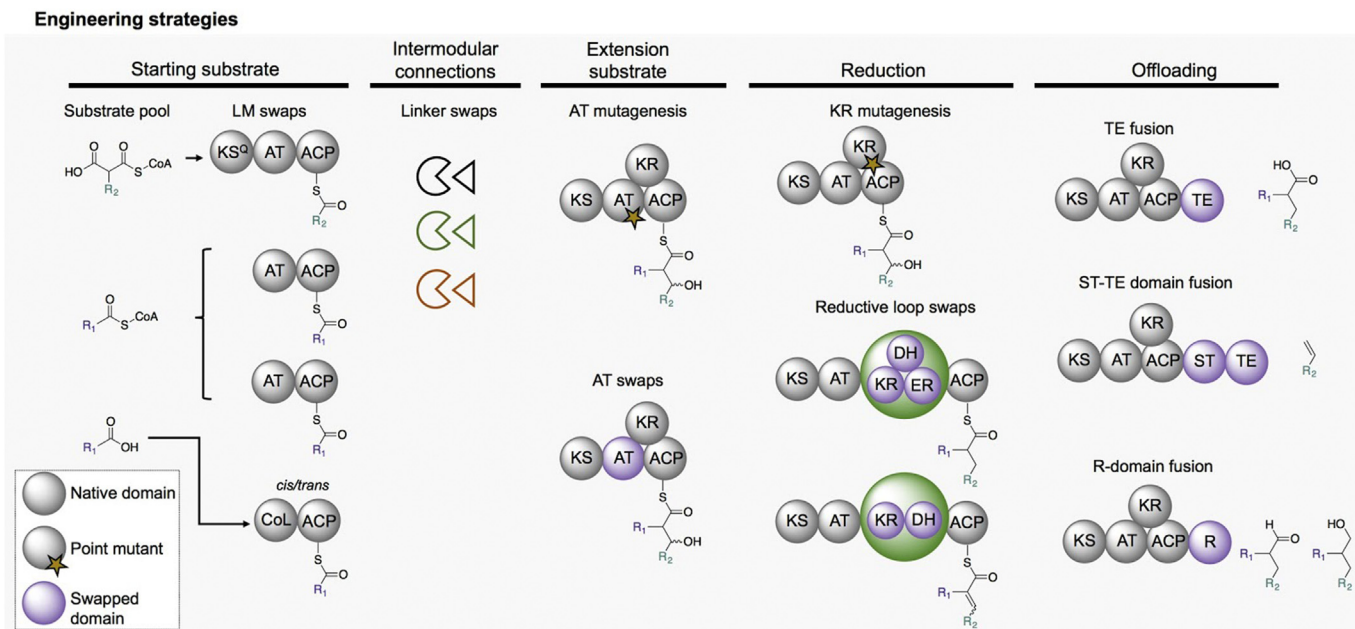 Engineering strategies
Starting substrate
Intermodular
connections
Extension
substrate
Reduction
Offloading
Substrate pool
LM swaps
Linker swaps
AT mutagenesis
KR mutagenesis
TE fusion
HO O O S CoA R2
KSQ AT ACP
S O R2
R1 O S CoA
AT ACP
S O R1
AT ACP
S O R1
R1 O OH
cis/trans
CoL ACP
S O R1
KR
KS AT ACP
S O R1 OH R2
AT swaps
KR
KS AT ACP
S O R1 OH R2
KR
KS AT ACP
S O R1 OH R2
Reductive loop swaps
DH
KS AT KR ER ACP
S O R1 R2
KS AT KR DH ACP
S O R1 R2
KR
KS AT ACP TE
HO O R1 R2
ST-TE domain fusion
KR
KS AT ACP ST TE
R2
R-domain fusion
KR
KS AT ACP R
H O R1 R2
HO R1 R2
Native domain
Point mutant
Swapped
domain